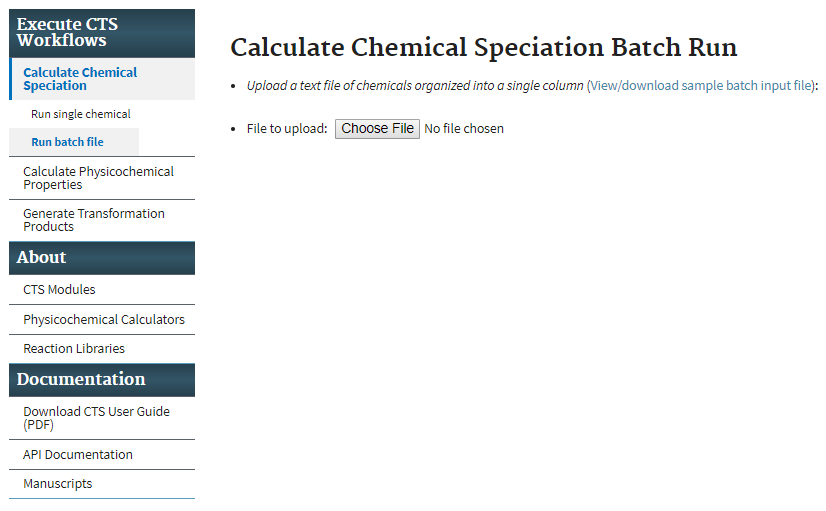 Execute CTS
Workflows
Calculate Chemical
Speciation
Run single chemical
Run batch file
Calculate Physicochemical
Properties
Generate Transformation
Products
About
CTS Modules
Physicochemical Calculators
Reaction Libraries
Documentation
Download CTS User Guide
(PDF)
API Documentation
Manuscripts
Calculate Chemical Speciation Batch Run
• Upload a text file of chemicals organized into a single column (View/download sample batch input file):
• File to upload: Choose File No file chosen